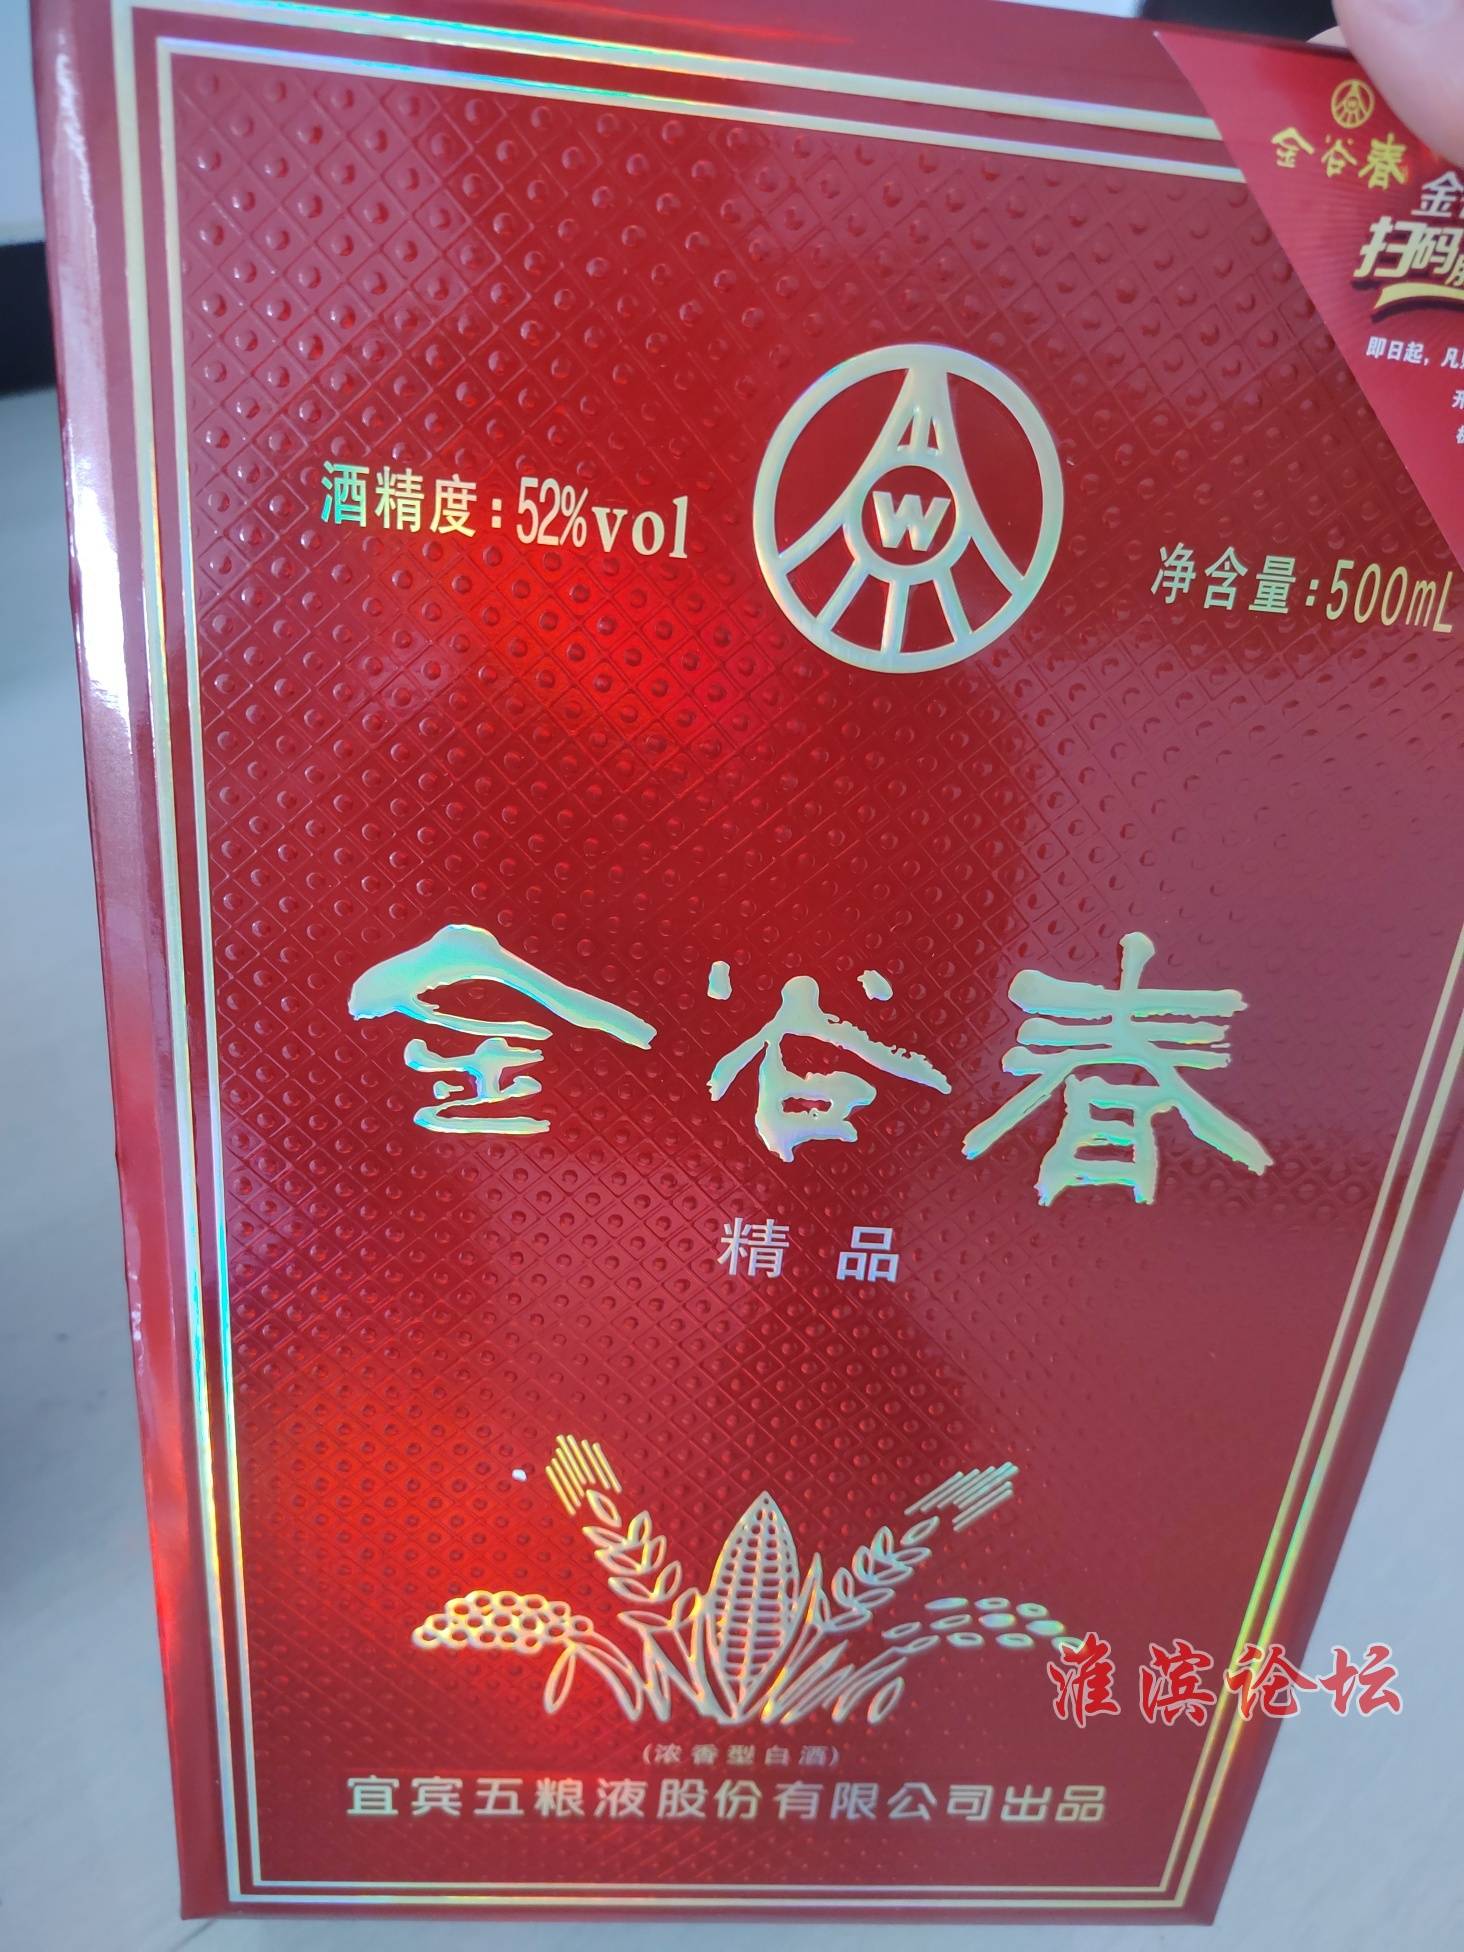 金谷春
金
扫码
即日起，凡
开
酒精度：52%vol
W
净含量：500mL
金谷春
精品
淮滨论坛
(浓香型白酒)
宜宾五粮液股份有限公司出品